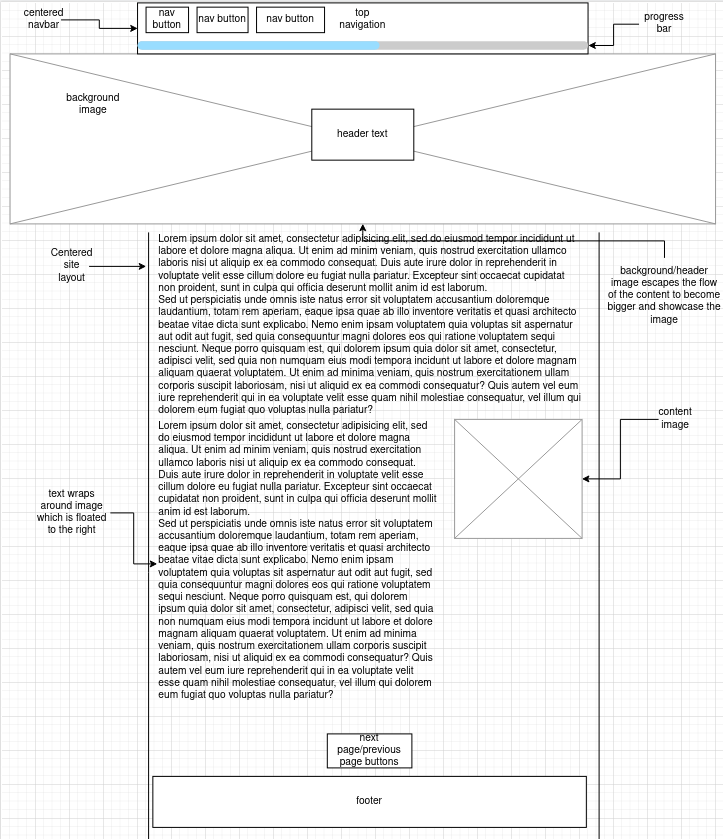 centered
navbar
nav
button
nav button
nav button
top
navigation
progress
bar
background
image
header text
Centered
site
layout
Lorem ipsum dolor sit amet, consectetur adipisicing elit, sed do eiusmod tempor incididunt ut
labore et dolore magna aliqua. Ut enim ad minim veniam, quis nostrud exercitation ullamco
laboris nisi ut aliquip ex ea commodo consequat. Duis aute irure dolor in reprehenderit in
voluptate velit esse cillum dolore eu fugiat nulla pariatur. Excepteur sint occaecat cupidatat
non proident, sunt in culpa qui officia deserunt mollit anim id est laborum.
Sed ut perspiciatis unde omnis iste natus error sit voluptatem accusantium doloremque
laudantium, totam rem aperiam, eaque ipsa quae ab illo inventore veritatis et quasi architecto
beatae vitae dicta sunt explicabo. Nemo enim ipsam voluptatem quia voluptas sit aspernatur
aut odit aut fugit, sed quia consequuntur magni dolores eos qui ratione voluptatem sequi
nesciunt. Neque porro quisquam est, qui dolorem ipsum quia dolor sit amet, consectetur,
adipisci velit, sed quia non numquam eius modi tempora incidunt ut labore et dolore magnam
aliquam quaerat voluptatem. Ut enim ad minima veniam, quis nostrum exercitationem ullam
corporis suscipit laboriosam, nisi ut aliquid ex ea commodi consequatur? Quis autem vel eum
iure reprehenderit qui in ea voluptate velit esse quam nihil molestiae consequatur, vel illum qui
dolorem eum fugiat quo voluptas nulla pariatur?
background/header
image escapes the flow
of the content to become
bigger and showcase the
image
Lorem ipsum dolor sit amet, consectetur adipisicing elit, sed
do eiusmod tempor incididunt ut labore et dolore magna
aliqua. Ut enim ad minim veniam, quis nostrud exercitation
ullamco laboris nisi ut aliquip ex ea commodo consequat.
Duis aute irure dolor in reprehenderit in voluptate velit esse
cillum dolore eu fugiat nulla pariatur. Excepteur sint occaecat
cupidatat non proident, sunt in culpa qui officia deserunt mollit
anim id est laborum.
Sed ut perspiciatis unde omnis iste natus error sit voluptatem
accusantium doloremque laudantium, totam rem aperiam,
eaque ipsa quae ab illo inventore veritatis et quasi architecto
beatae vitae dicta sunt explicabo. Nemo enim ipsam
voluptatem quia voluptas sit aspernatur aut odit aut fugit, sed
quia consequuntur magni dolores eos qui ratione voluptatem
sequi nesciunt. Neque porro quisquam est, qui dolorem
ipsum quia dolor sit amet, consectetur, adipisci velit, sed quia
non numquam eius modi tempora incidunt ut labore et dolore
magnam aliquam quaerat voluptatem. Ut enim ad minima
veniam, quis nostrum exercitationem ullam corporis suscipit
laboriosam, nisi ut aliquid ex ea commodi consequatur? Quis
autem vel eum iure reprehenderit qui in ea voluptate velit
esse quam nihil molestiae consequatur, vel illum qui dolorem
eum fugiat quo voluptas nulla pariatur?
content
image
text wraps
around image
which is floated
to the right
next
page/previous
page buttons
footer